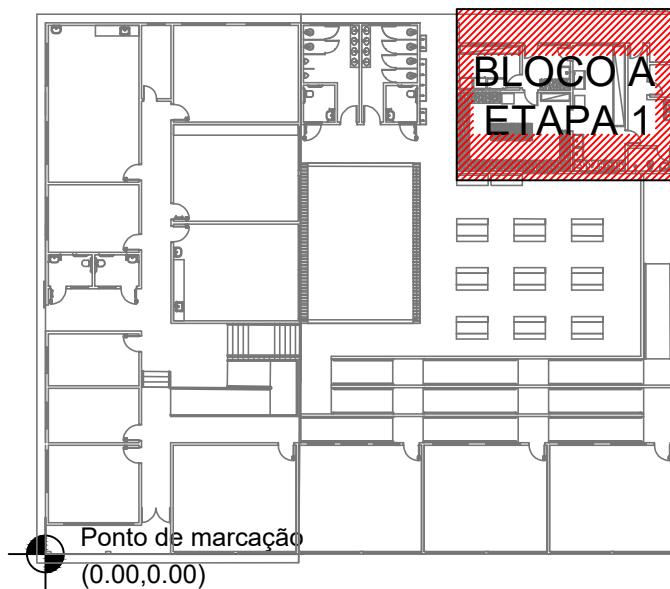 BLOCO A
ETAPA 1
Ponto de marcação
(0.00,0.00)